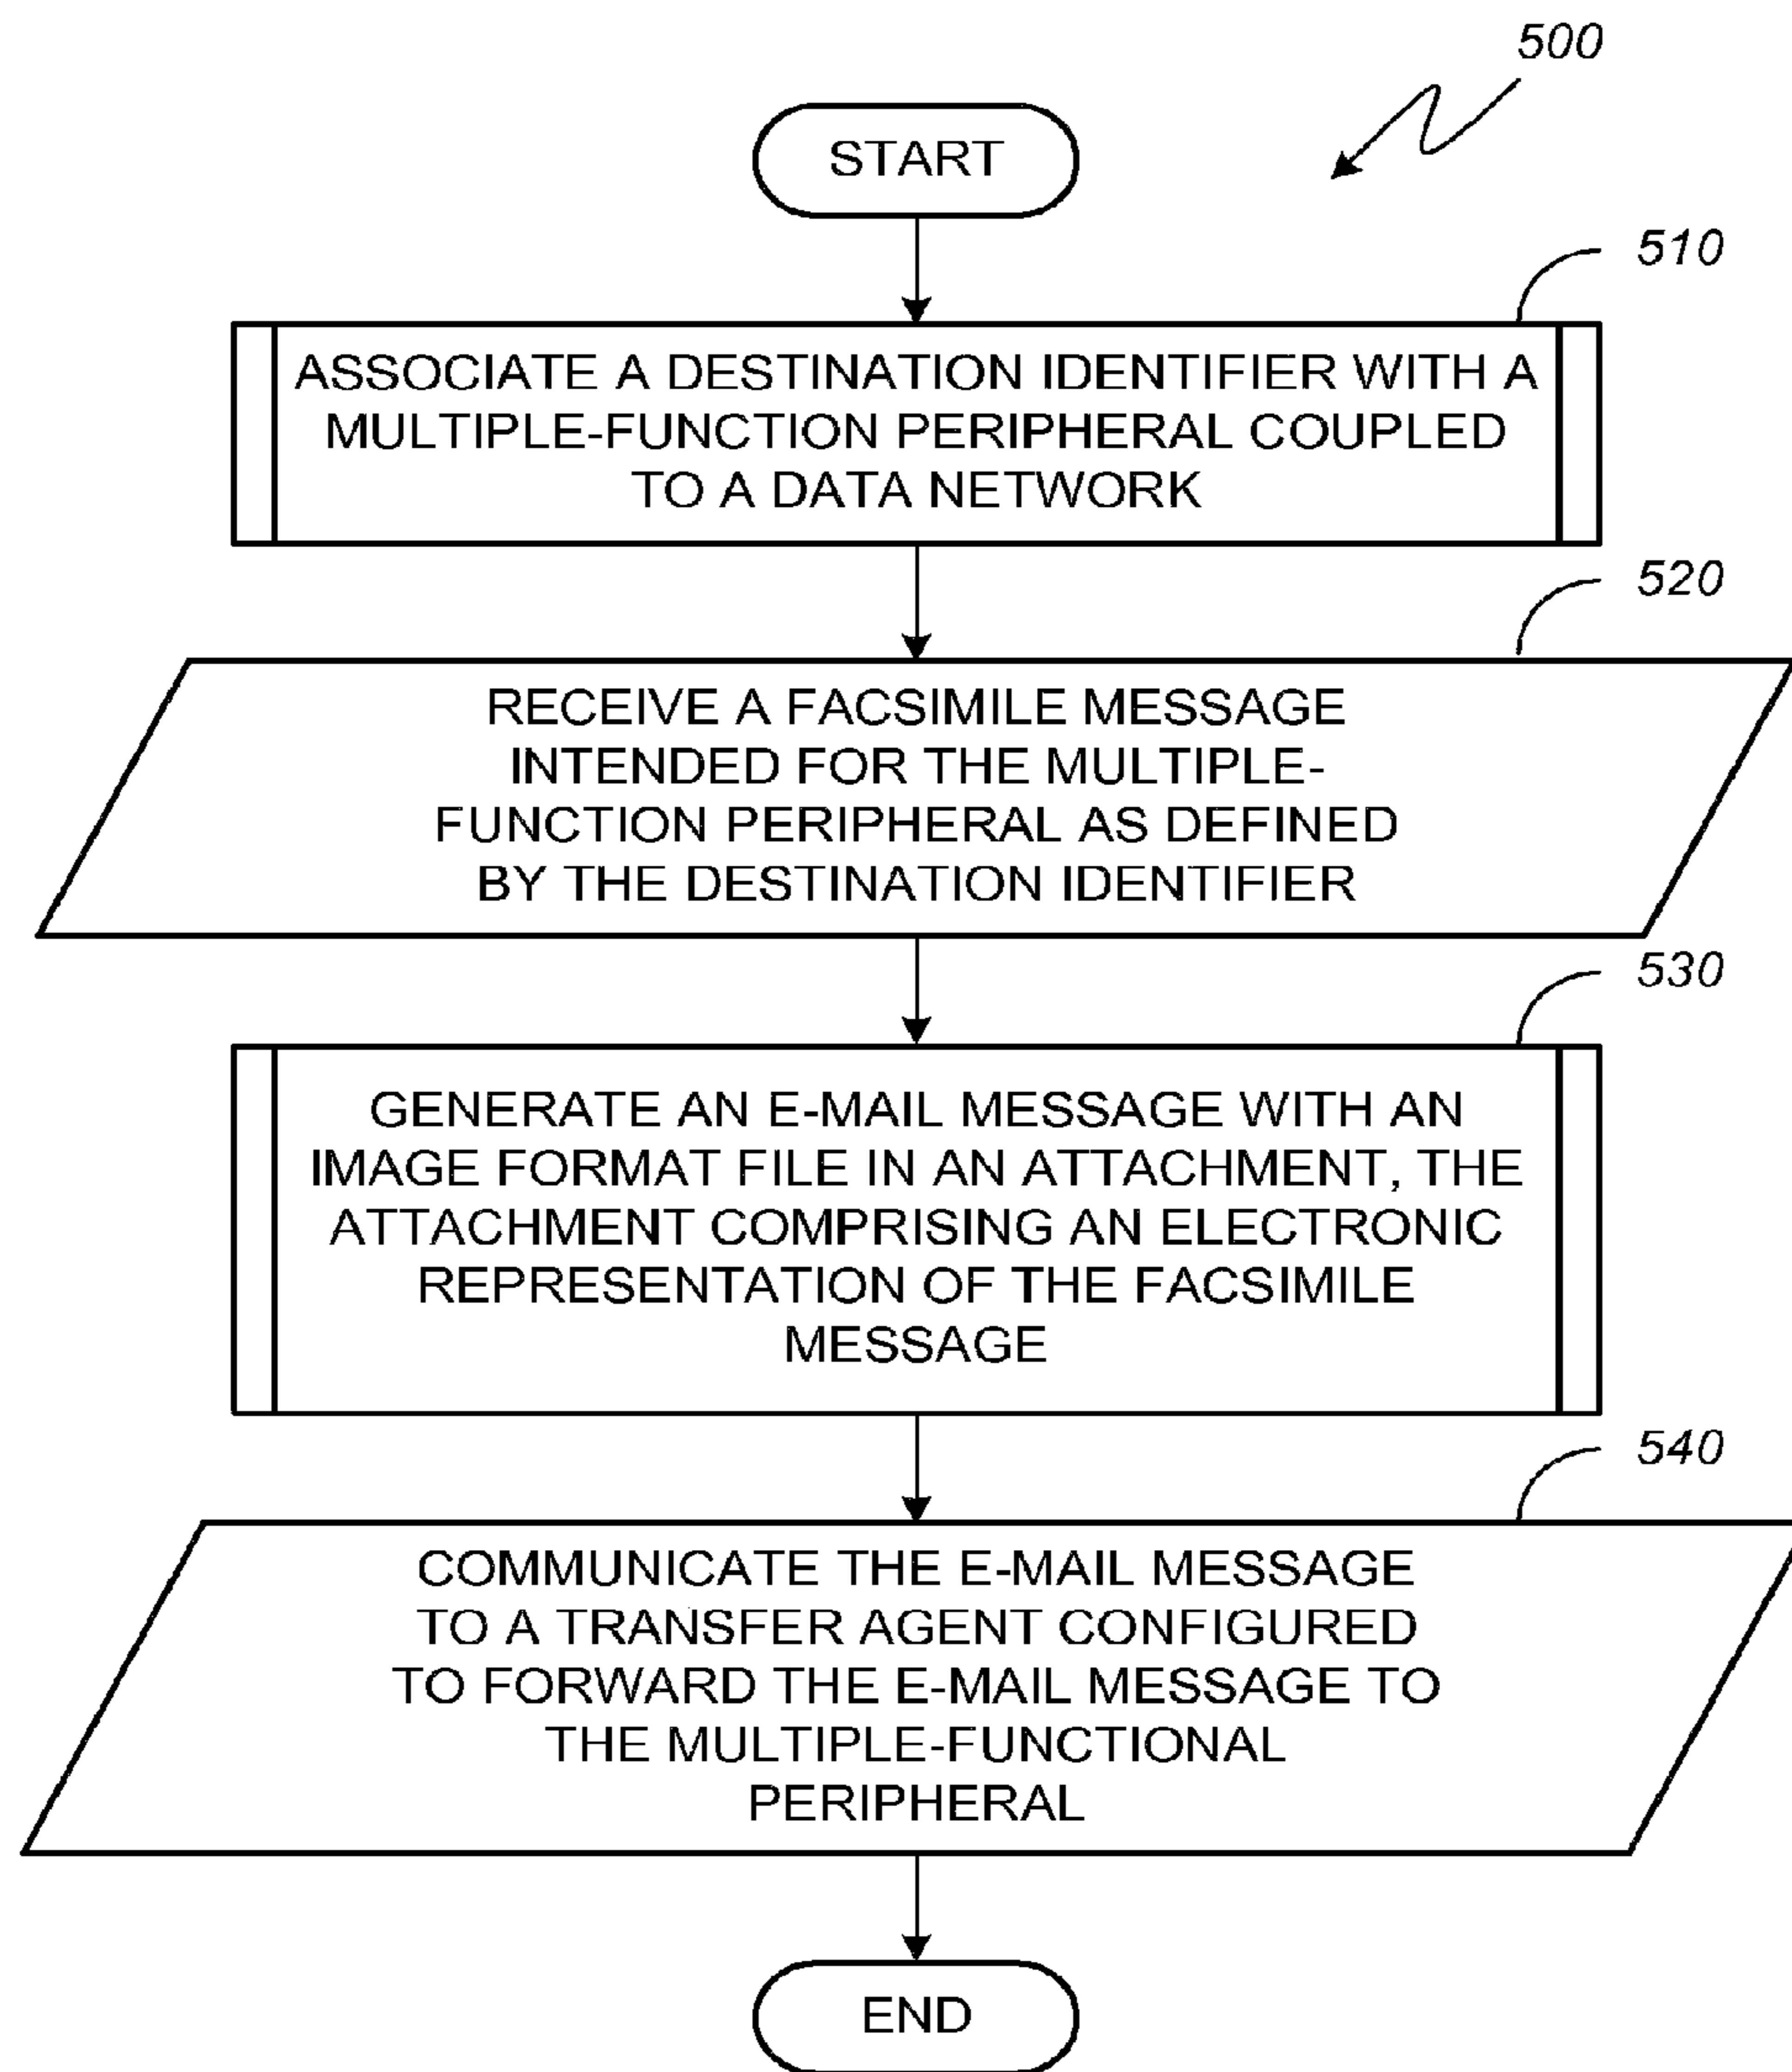 500
START
510
ASSOCIATE A DESTINATION IDENTIFIER WITH A
MULTIPLE-FUNCTION PERIPHERAL COUPLED
TO A DATA NETWORK
520
RECEIVE A FACSIMILE MESSAGE
INTENDED FOR THE MULTIPLE-
FUNCTION PERIPHERAL AS DEFINED
BY THE DESTINATION IDENTIFIER
530
GENERATE AN E-MAIL MESSAGE WITH AN
IMAGE FORMAT FILE IN AN ATTACHMENT, THE
ATTACHMENT COMPRISING AN ELECTRONIC
REPRESENTATION OF THE FACSIMILE
MESSAGE
540
COMMUNICATE THE E-MAIL MESSAGE
TO A TRANSFER AGENT CONFIGURED
TO FORWARD THE E-MAIL MESSAGE TO
THE MULTIPLE-FUNCTIONAL
PERIPHERAL
END